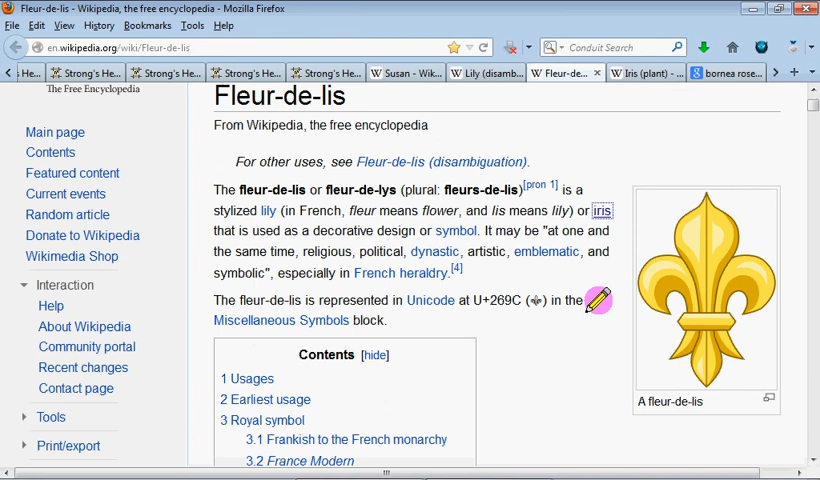 Fleur-de-lis - Wikipedia, the free encyclopedia - Mozilla Firefox
File Edit View History Bookmarks Tools Help
en.wikipedia.org/wiki/Fleur-de-lis
Conduit Search
He... Strong's He... Strong's He... Strong's He... Strong's He... Susan - Wik... Lily (disamb... Fleur-de... Iris (plant) - ... bornea rose...
The Free Encyclopedia
Main page
Contents
Featured content
Current events
Random article
Donate to Wikipedia
Wikimedia Shop
Interaction
Help
About Wikipedia
Community portal
Recent changes
Contact page
Tools
Print/export
Fleur-de-lis
From Wikipedia, the free encyclopedia
For other uses, see Fleur-de-lis (disambiguation).
The fleur-de-lis or fleur-de-lys (plural: fleurs-de-lis)[pron 1] is a
stylized lily (in French, fleur means flower, and lis means lily) or iris
that is used as a decorative design or symbol. It may be "at one and
the same time, religious, political, dynastic, artistic, emblematic, and
symbolic", especially in French heraldry.[4]
The fleur-de-lis is represented in Unicode at U+269C (⚜) in the
Miscellaneous Symbols block.
Contents [hide]
1 Usages
2 Earliest usage
3 Royal symbol
3.1 Frankish to the French monarchy
3.2 France Modern
A fleur-de-lis